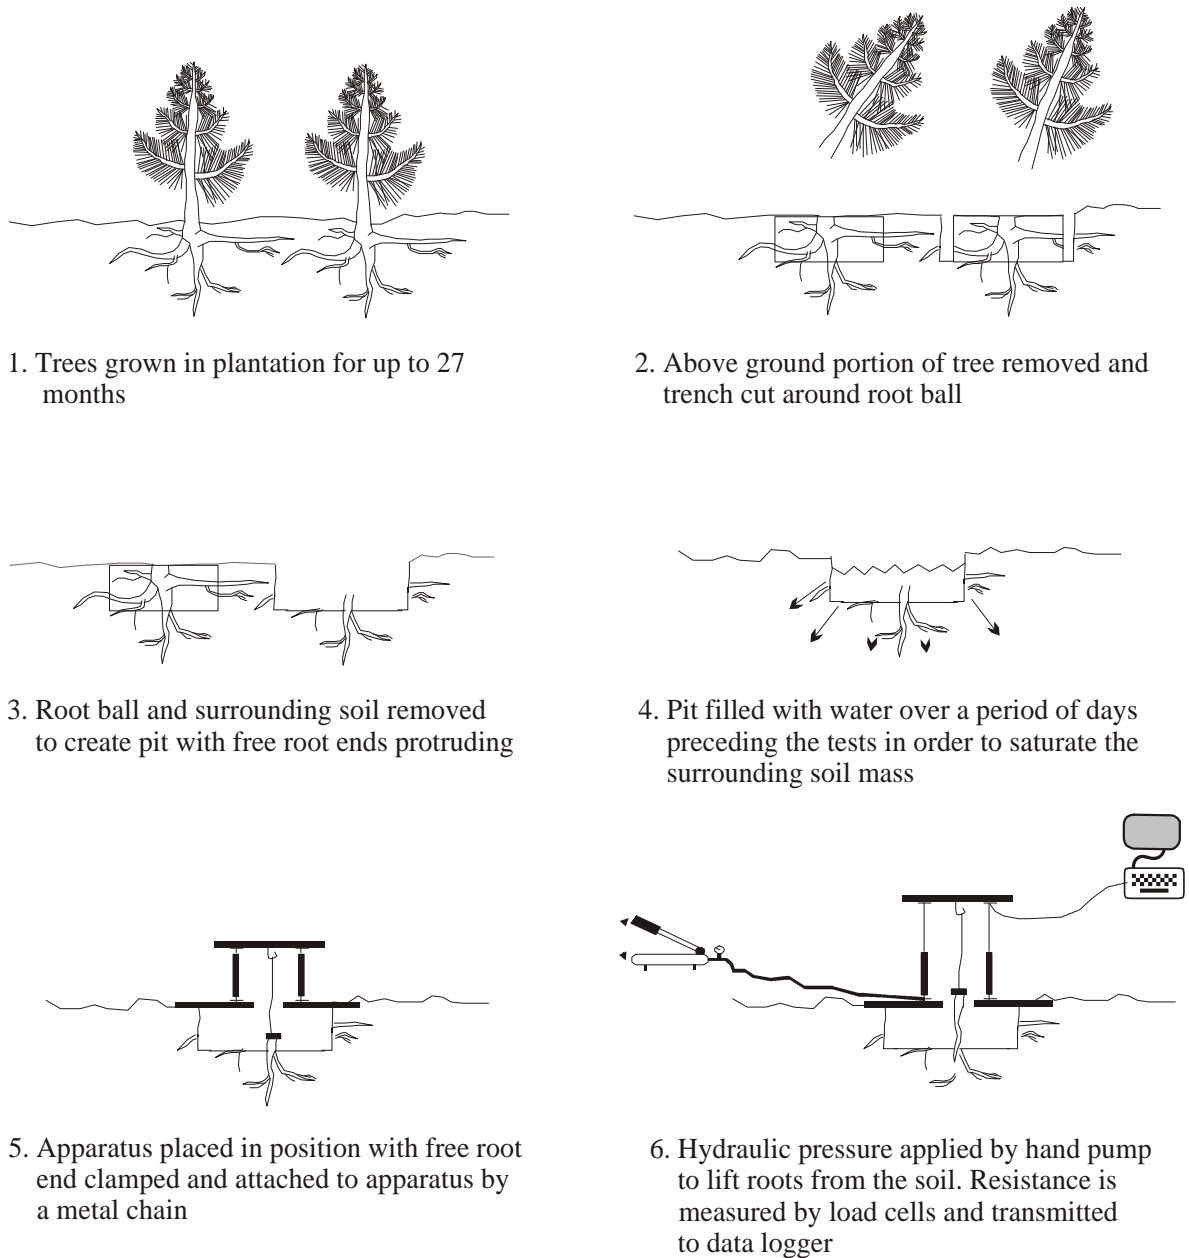 1. Trees grown in plantation for up to 27
months
2. Above ground portion of tree removed and
trench cut around root ball
3. Root ball and surrounding soil removed
to create pit with free root ends protruding
4. Pit filled with water over a period of days
preceding the tests in order to saturate the
surrounding soil mass
5. Apparatus placed in position with free root
end clamped and attached to apparatus by
a metal chain
6. Hydraulic pressure applied by hand pump
to lift roots from the soil. Resistance is
measured by load cells and transmitted
to data logger